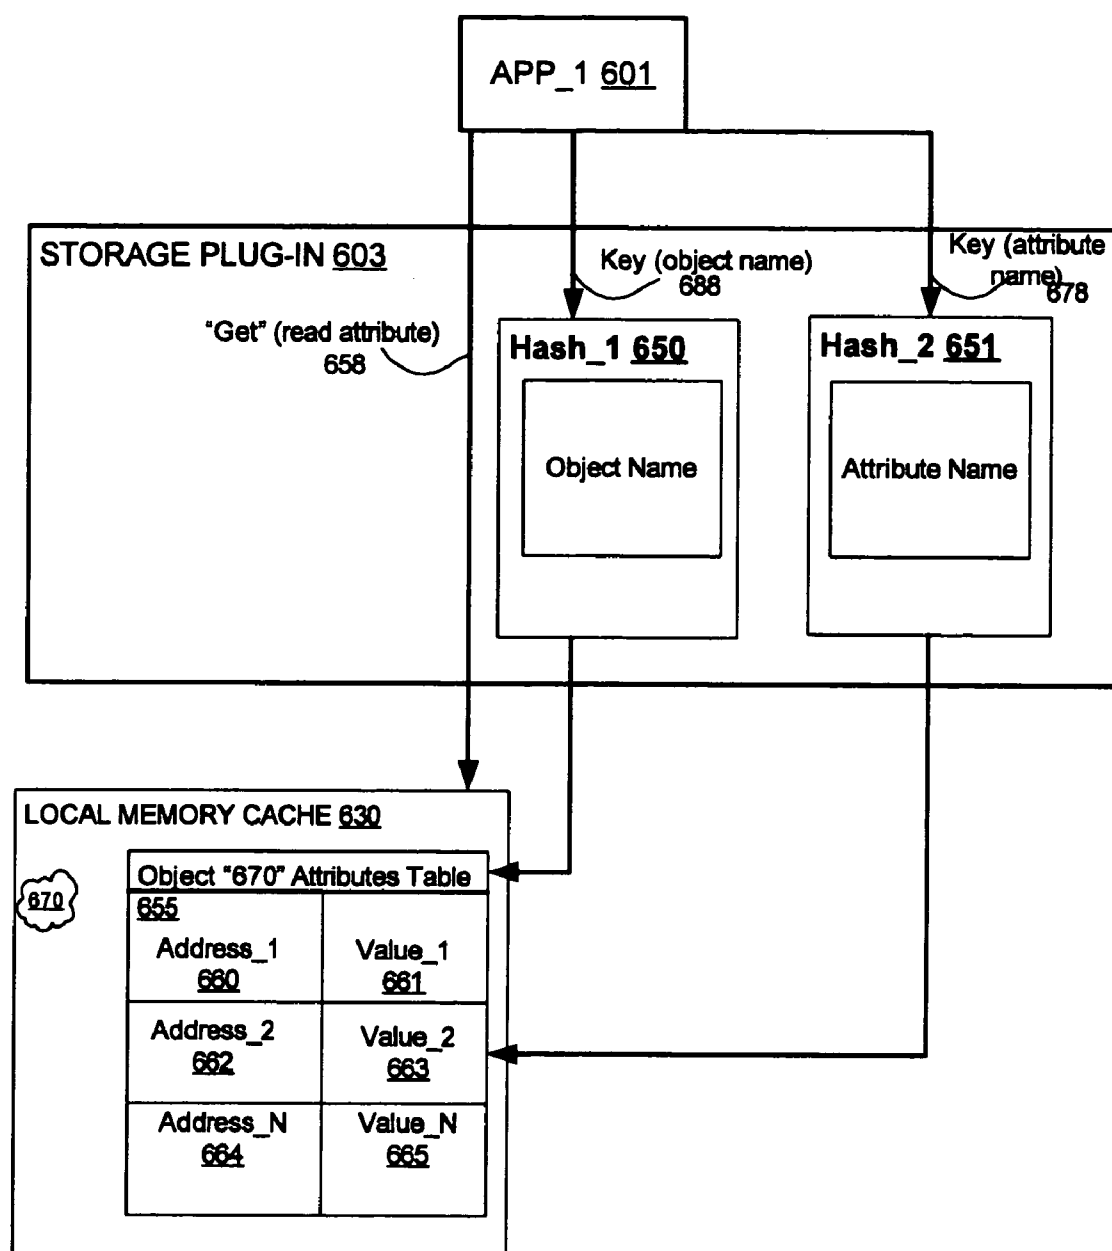 APP_1 601
STORAGE PLUG-IN 603
Key (object name)
688
Key (attribute
name)
678
"Get" (read attribute)
658
Hash_1 650
Hash_2 651
Object Name
Attribute Name
LOCAL MEMORY CACHE 630
670
Object "670" Attributes Table
655
Address_1
660
Value_1
661
Address_2
662
Value_2
663
Address_N
664
Value_N
665